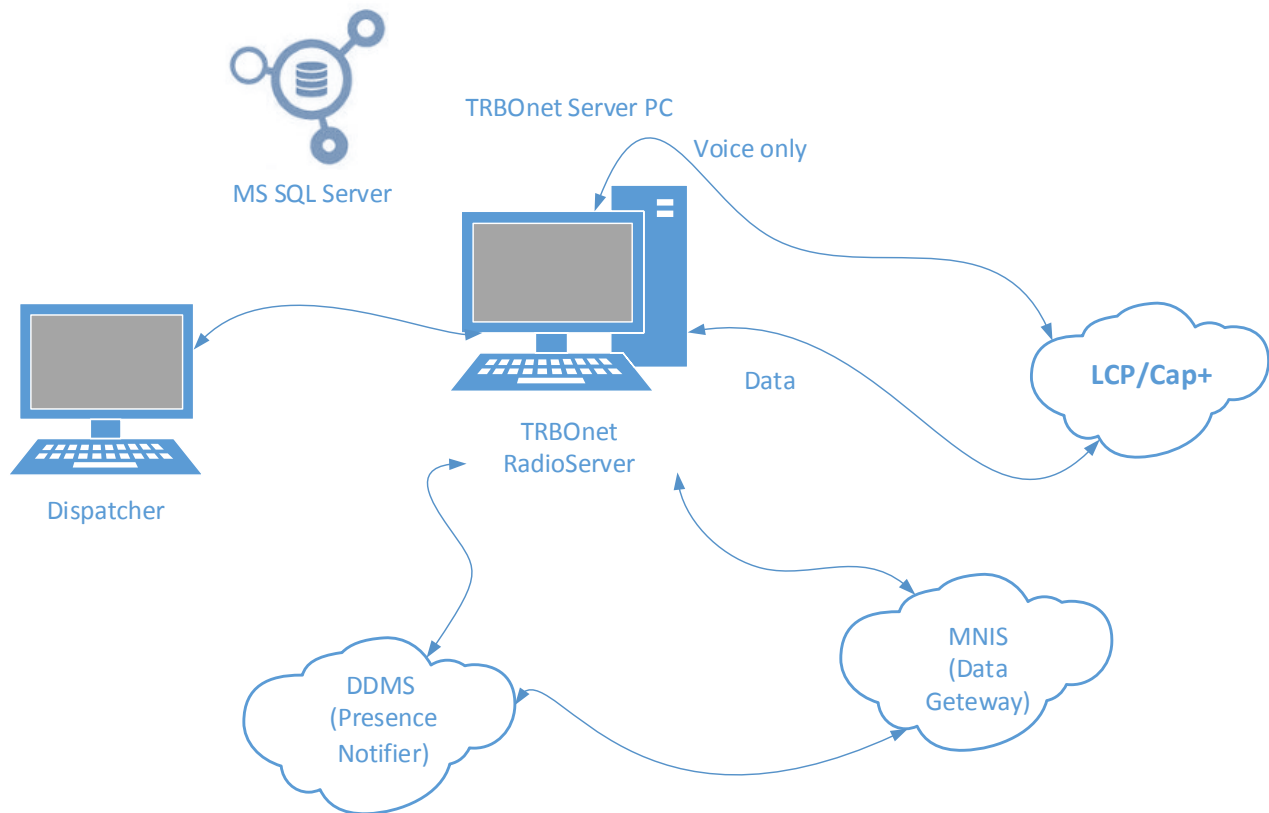 TRBOnet Server PC
Voice only
MS SQL Server
LCP/Cap+
Data
TRBOnet
RadioServer
Dispatcher
MNIS
(Data
Geteway)
DDMS
(Presence
Notifier)